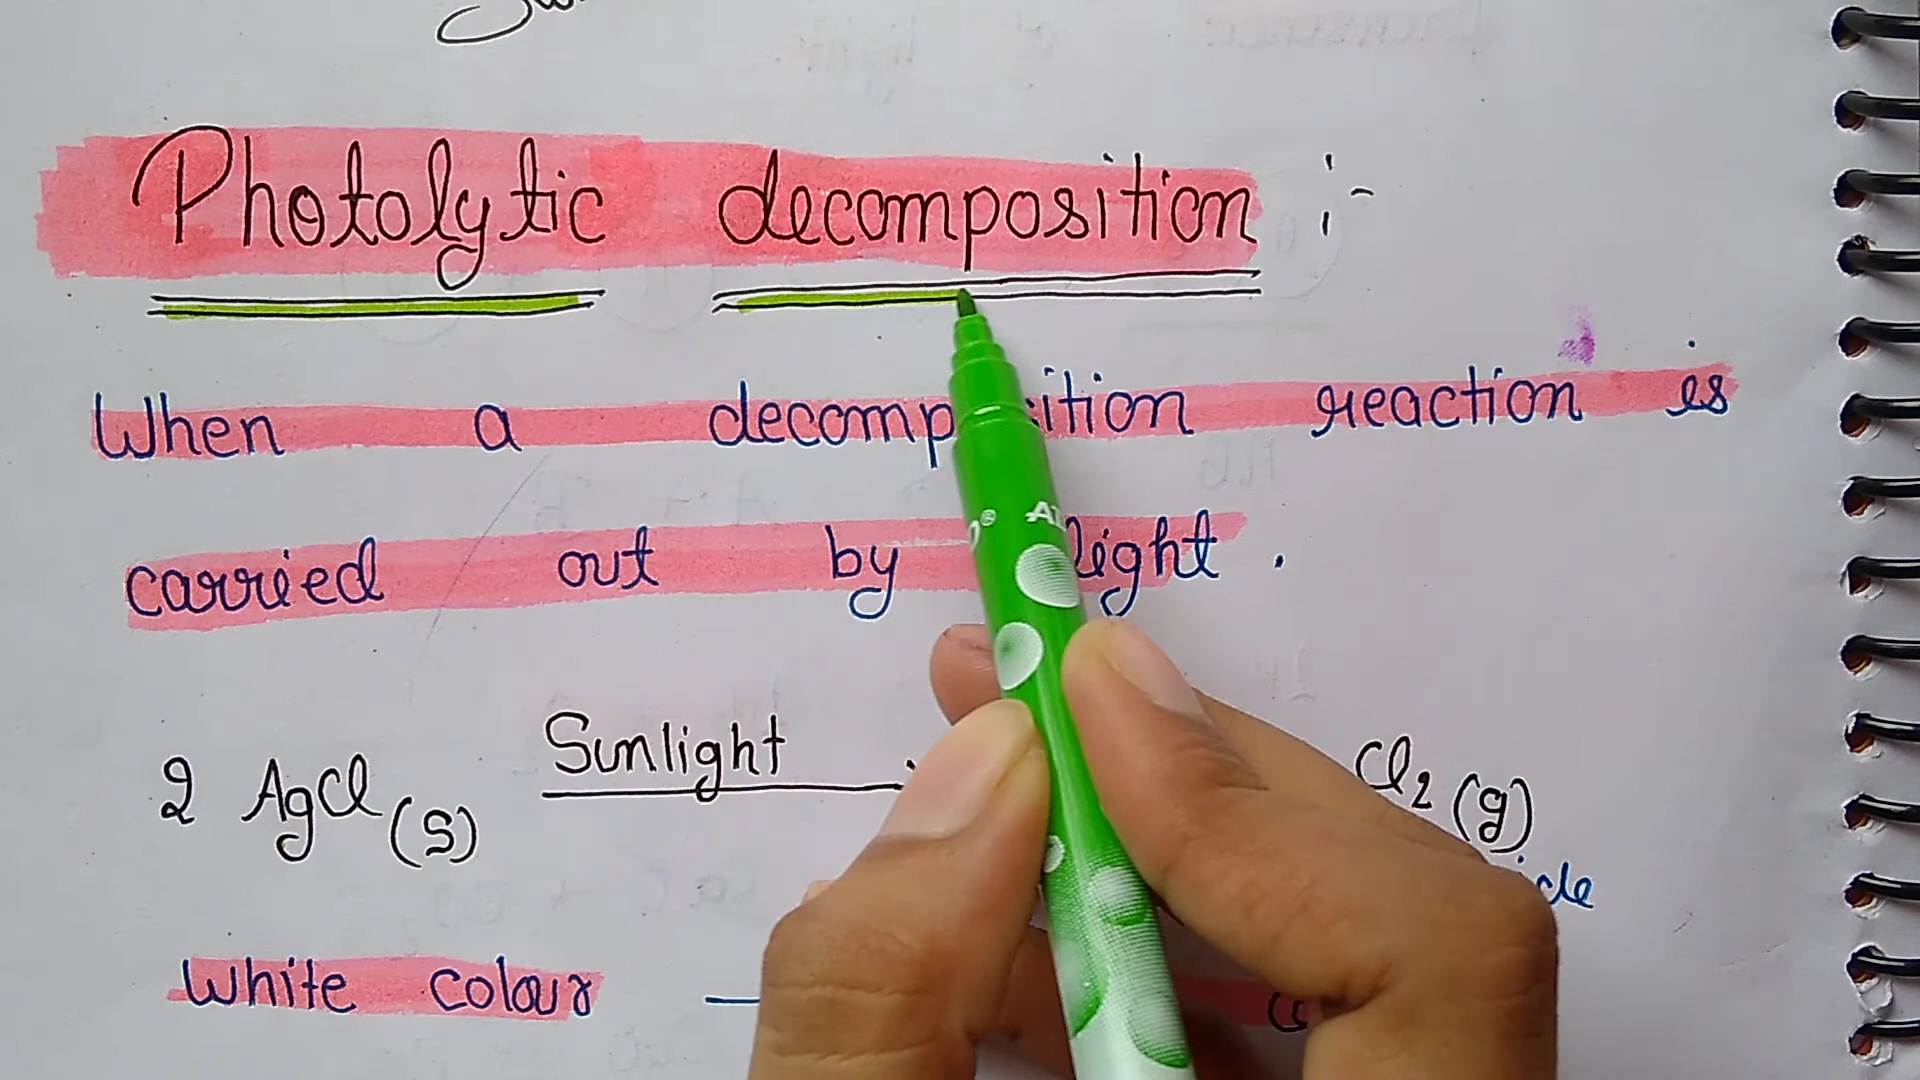 Photolytic decomposition :-
When a decomposition reaction is
carried out by light .
2 AgCl (s) Sunlight Cl2 (g)
White colour —